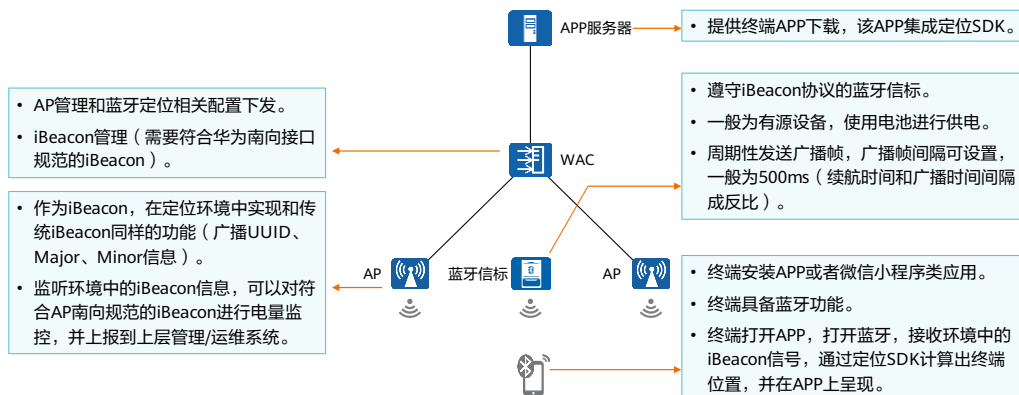 APP服务器
• 提供终端APP下载，该APP集成定位SDK。
• AP管理和蓝牙定位相关配置下发。
• iBeacon管理（需要符合华为南向接口
规范的iBeacon）。
WAC
• 遵守iBeacon协议的蓝牙信标。
• 一般为有源设备，使用电池进行供电。
• 周期性发送广播帧，广播帧间隔可设置，
一般为500ms（续航时间和广播时间间隔
成反比）。
• 作为iBeacon，在定位环境中实现和传
统iBeacon同样的功能（广播UUID、
Major、Minor信息）。
• 监听环境中的iBeacon信息，可以对符
合AP南向规范的iBeacon进行电量监
控，并上报到上层管理/运维系统。
AP
蓝牙信标
AP
• 终端安装APP或者微信小程序类应用。
• 终端具备蓝牙功能。
• 终端打开APP，打开蓝牙，接收环境中的
iBeacon信号，通过定位SDK计算出终端
位置，并在APP上呈现。